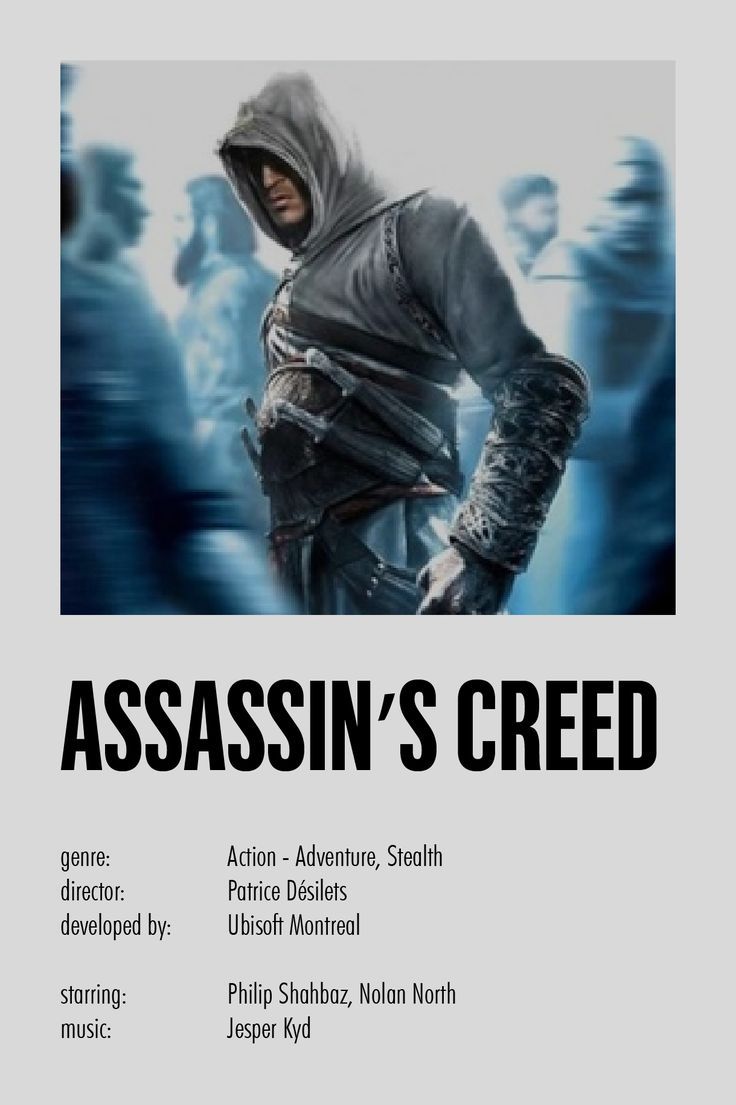 ASSASSIN'S CREED
genre: Action - Adventure, Stealth
director: Patrice Désilets
developed by: Ubisoft Montreal
starring: Philip Shahbaz, Nolan North
music: Jesper Kyd